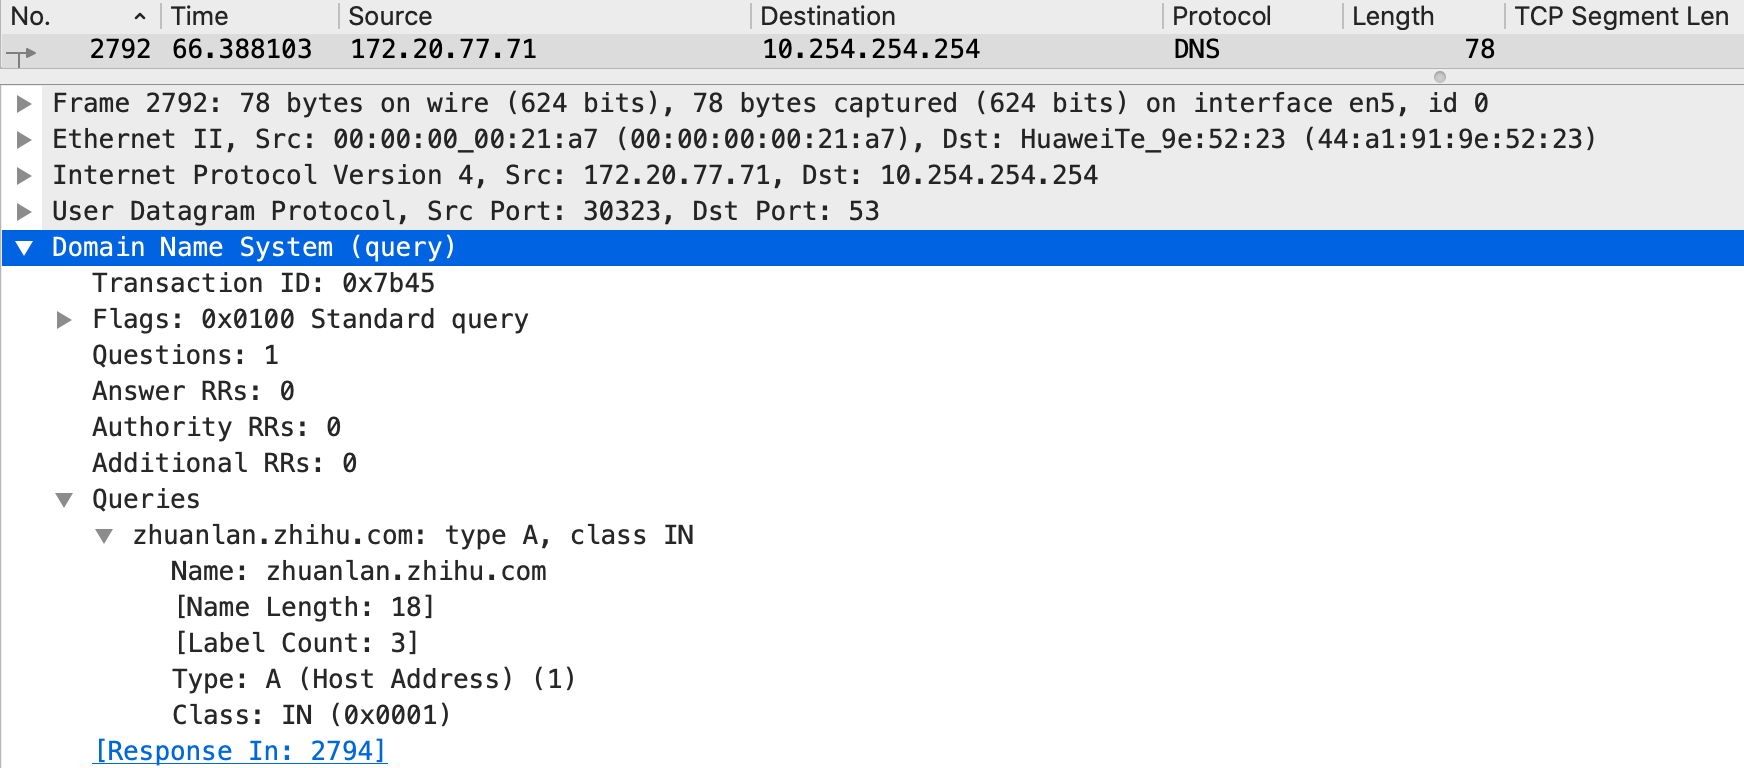 No. Time Source Destination Protocol Length TCP Segment Len
2792 66.388103 172.20.77.71 10.254.254.254 DNS 78
Frame 2792: 78 bytes on wire (624 bits), 78 bytes captured (624 bits) on interface en5, id 0
Ethernet II, Src: 00:00:00_00:21:a7 (00:00:00:00:21:a7), Dst: HuaweiTe_9e:52:23 (44:a1:91:9e:52:23)
Internet Protocol Version 4, Src: 172.20.77.71, Dst: 10.254.254.254
User Datagram Protocol, Src Port: 30323, Dst Port: 53
Domain Name System (query)
Transaction ID: 0x7b45
Flags: 0x0100 Standard query
Questions: 1
Answer RRs: 0
Authority RRs: 0
Additional RRs: 0
Queries
zhuanlan.zhihu.com: type A, class IN
Name: zhuanlan.zhihu.com
[Name Length: 18]
[Label Count: 3]
Type: A (Host Address) (1)
Class: IN (0x0001)
[Response In: 2794]